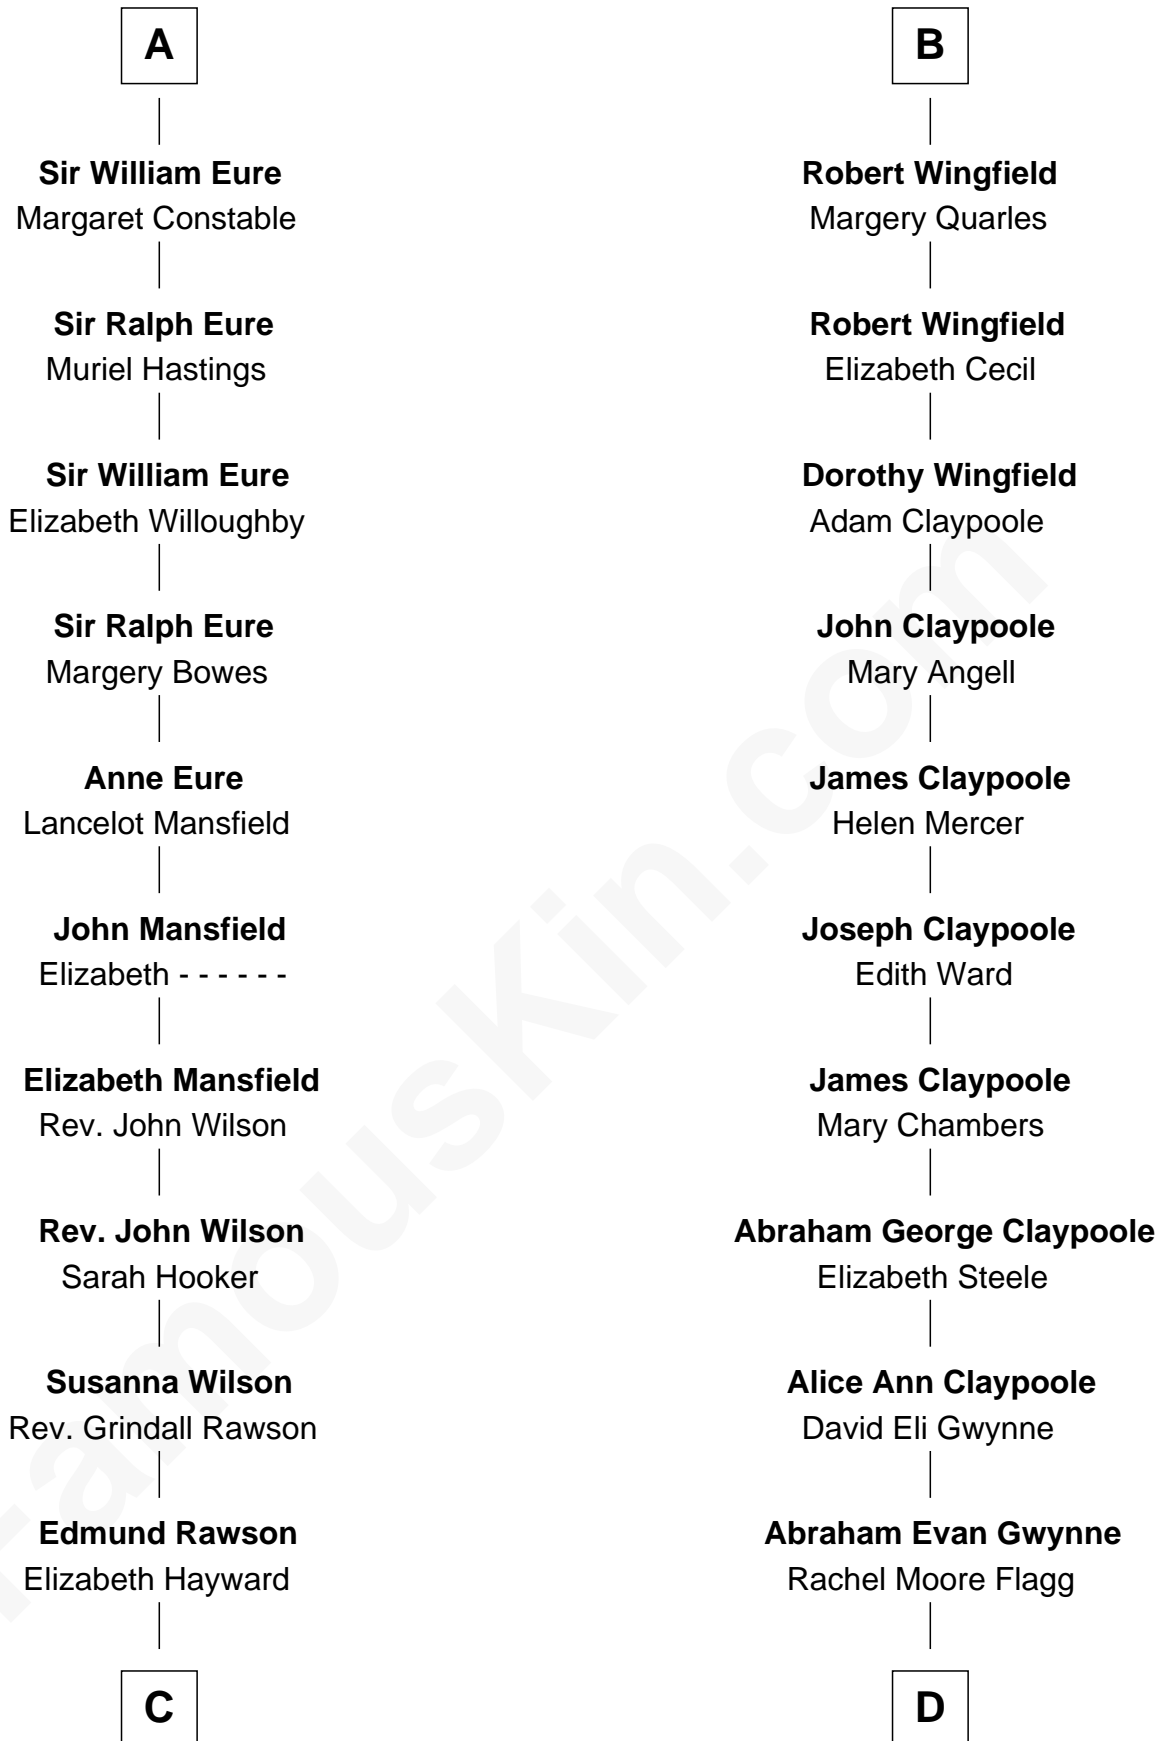 A
Sir William Eure
Margaret Constable
Sir Ralph Eure
Muriel Hastings
Sir William Eure
Elizabeth Willoughby
Sir Ralph Eure
Margery Bowes
Anne Eure
Lancelot Mansfield
John Mansfield
Elizabeth - - - - - -
Elizabeth Mansfield
Rev. John Wilson
Rev. John Wilson
Sarah Hooker
Susanna Wilson
Rev. Grindall Rawson
Edmund Rawson
Elizabeth Hayward
C
B
Robert Wingfield
Margery Quarles
Robert Wingfield
Elizabeth Cecil
Dorothy Wingfield
Adam Claypoole
John Claypoole
Mary Angell
James Claypoole
Helen Mercer
Joseph Claypoole
Edith Ward
James Claypoole
Mary Chambers
Abraham George Claypoole
Elizabeth Steele
Alice Ann Claypoole
David Eli Gwynne
Abraham Evan Gwynne
Rachel Moore Flagg
D
FamousKin.com